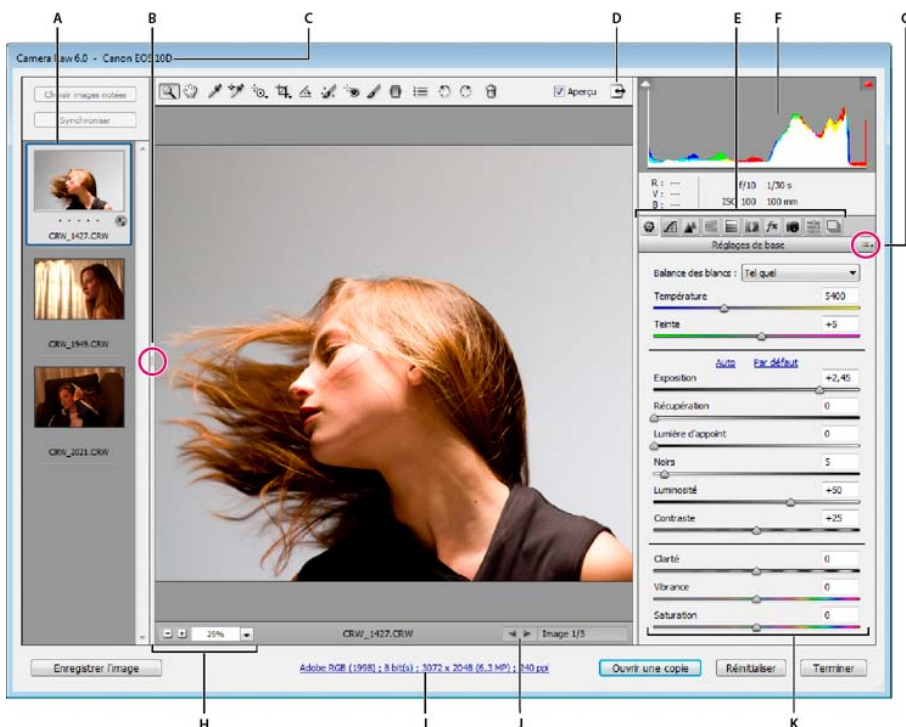 A B C D E F G
Camera Raw 6.0 - Canon EOS 10D
Choisir images notées
Synchroniser
CRW_1427.CRW
CRW_1949.CRW
CRW_2021.CRW
Aperçu
R : ---
V : ---
B : ---
f/10 1/30 s
ISO 100 100 mm
Réglages de base
Balance des blancs : Tel quel
Température 5400
Teinte +5
Auto Par défaut
Exposition +2,45
Récupération 0
Lumière d'appoint 0
Noirs 5
Luminosité +50
Contraste +25
Clarté 0
Vibrance 0
Saturation 0
29% CRW_1427.CRW Image 1/3
Enregistrer l'image
Adobe RGB (1998) ; 8 bit(s) ; 3072 x 2048 (6,3 MP) ; 240 ppi
Ouvrir une copie Réinitialiser Terminer
H I J K